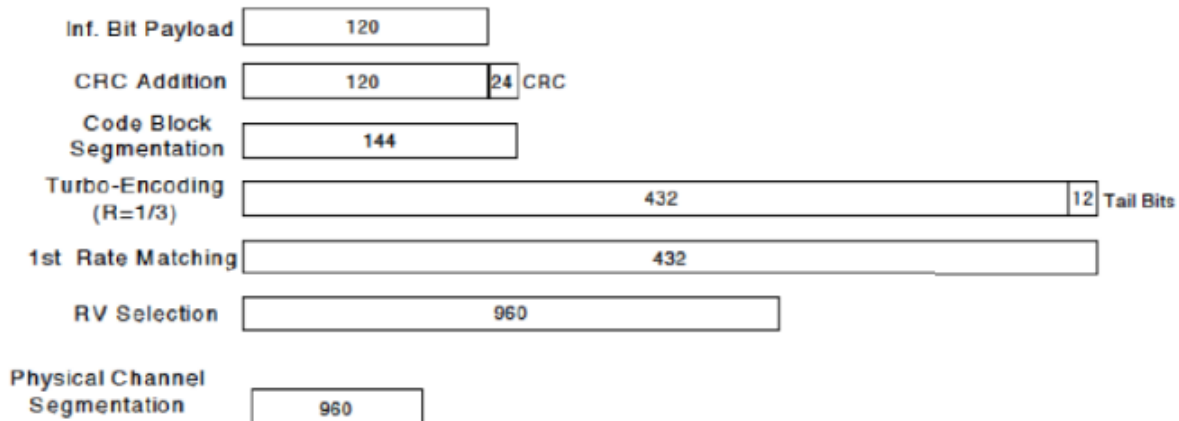 Inf. Bit Payload 120
CRC Addition 120 24 CRC
Code Block
Segmentation 144
Turbo-Encoding
(R=1/3) 432 12 Tail Bits
1st Rate Matching 432
RV Selection 960
Physical Channel
Segmentation 960